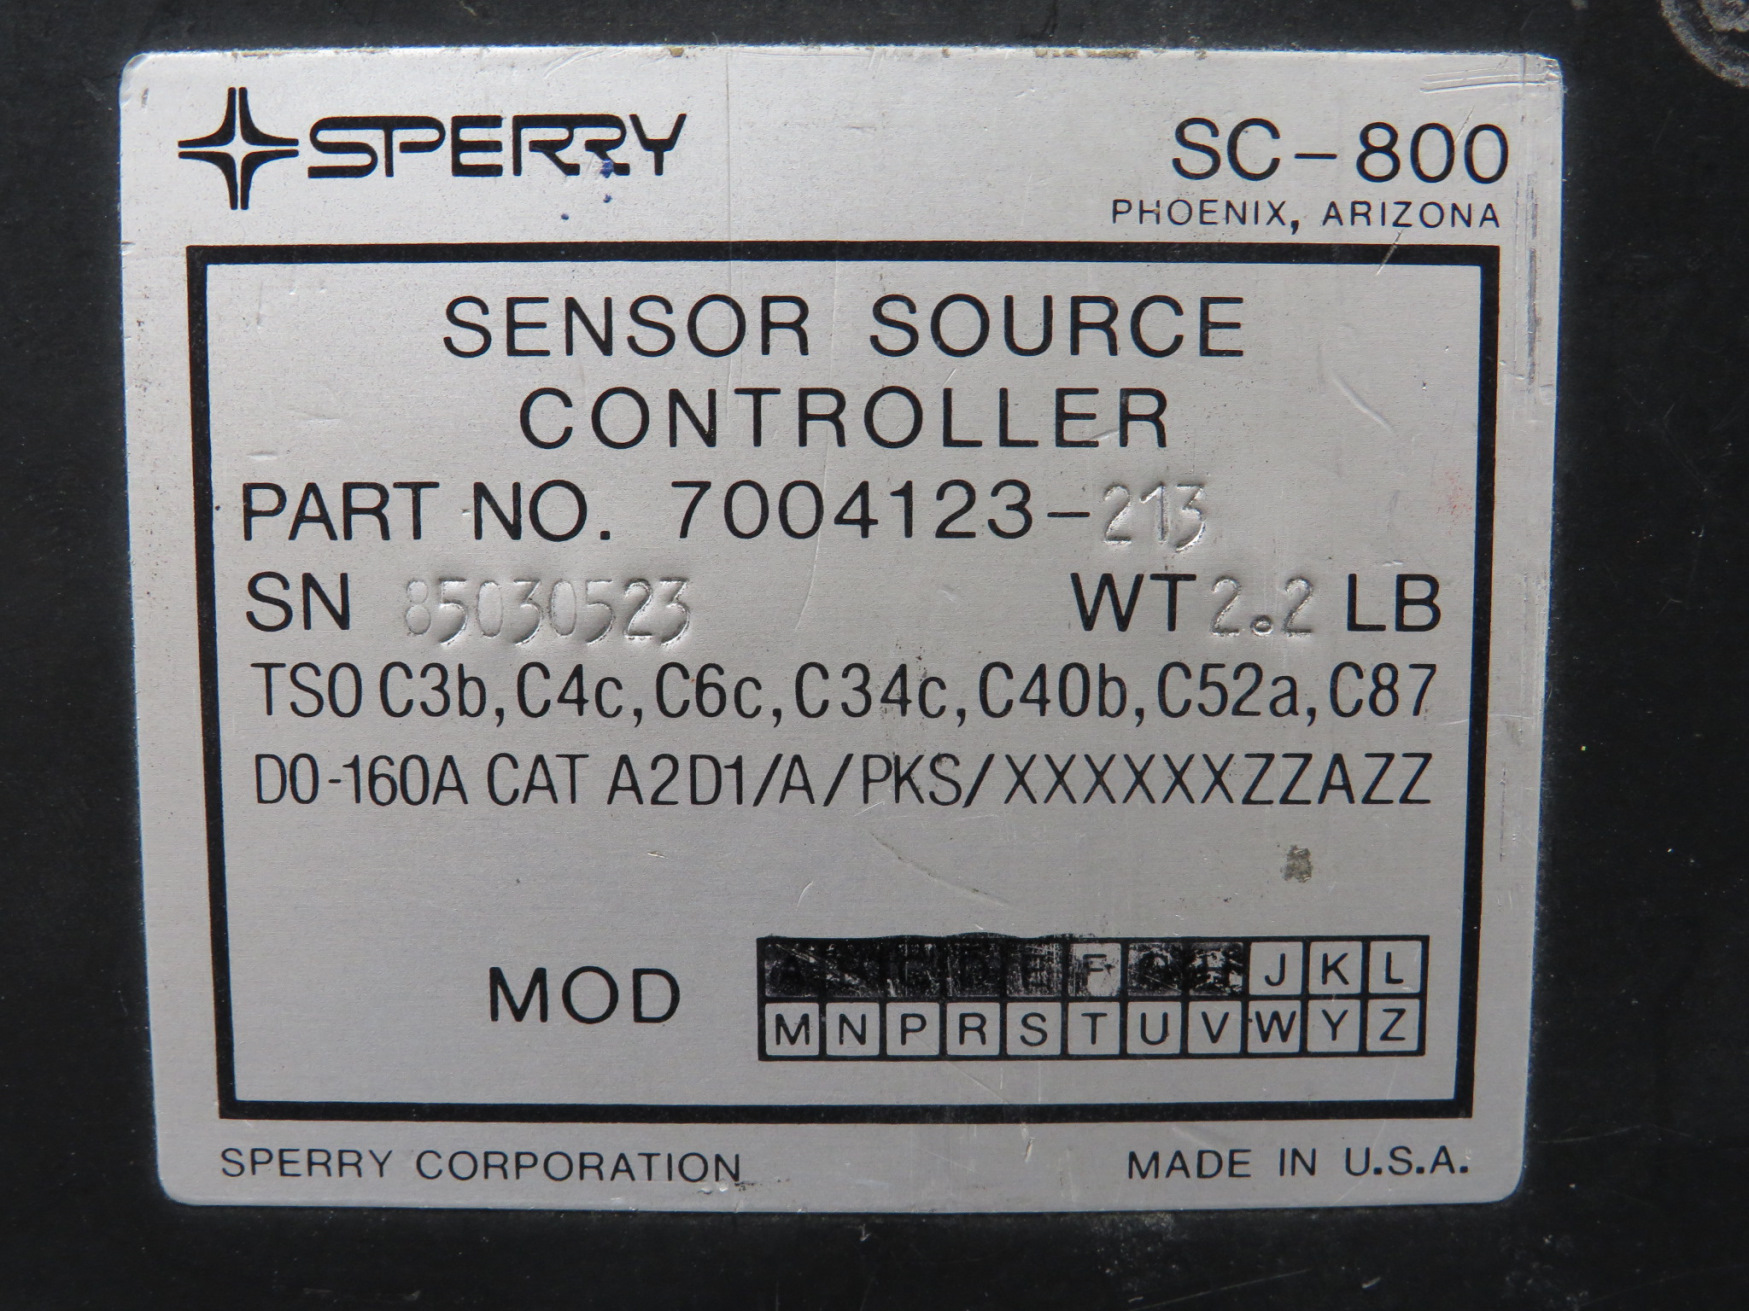 SPERRY
SC-800
PHOENIX, ARIZONA
SENSOR SOURCE
CONTROLLER
PART NO. 7004123-213
SN 85030523 WT 2.2 LB
TSO C3b, C4c, C6c, C34c, C40b, C52a, C87
DO-160A CAT A2D1/A/PKS/XXXXXXZZAZZ
MOD
F J K L
M N P R S T U V W Y Z
SPERRY CORPORATION MADE IN U.S.A.